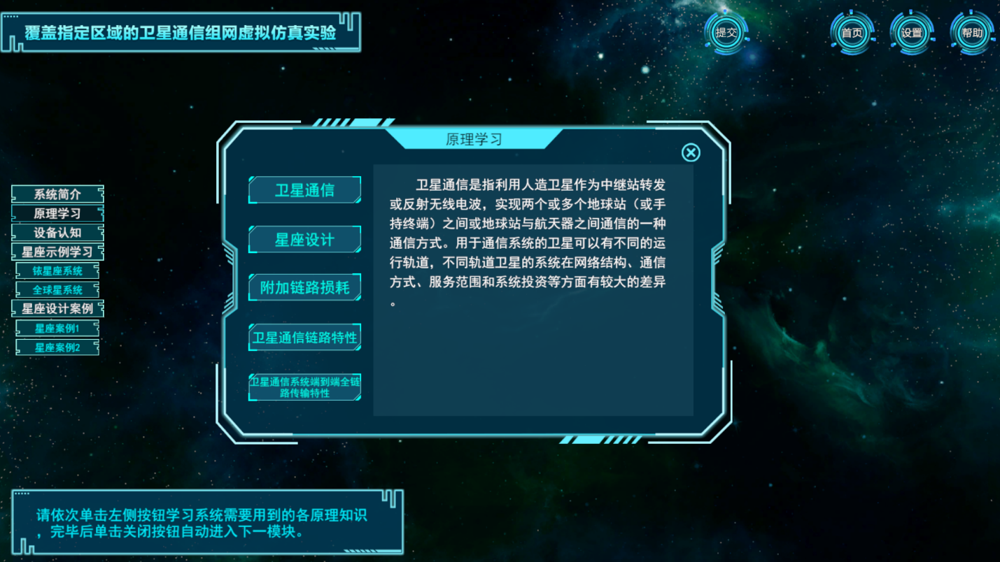 覆盖指定区域的卫星通信组网虚拟仿真实验
提交
首页
设置
帮助
原理学习
系统简介
原理学习
设备认知
星座示例学习
铱星座系统
全球星系统
星座设计案例
星座案例1
星座案例2
卫星通信
星座设计
附加链路损耗
卫星通信链路特性
卫星通信系统端到端全链
路传输特性
卫星通信是指利用人造卫星作为中继站转发
或反射无线电波，实现两个或多个地球站（或手
持终端）之间或地球站与航天器之间通信的一种
通信方式。用于通信系统的卫星可以有不同的运
行轨道，不同轨道卫星的系统在网络结构、通信
方式、服务范围和系统投资等方面有较大的差异
。
请依次单击左侧按钮学习系统需要用到的各原理知识
，完毕后单击关闭按钮自动进入下一模块。